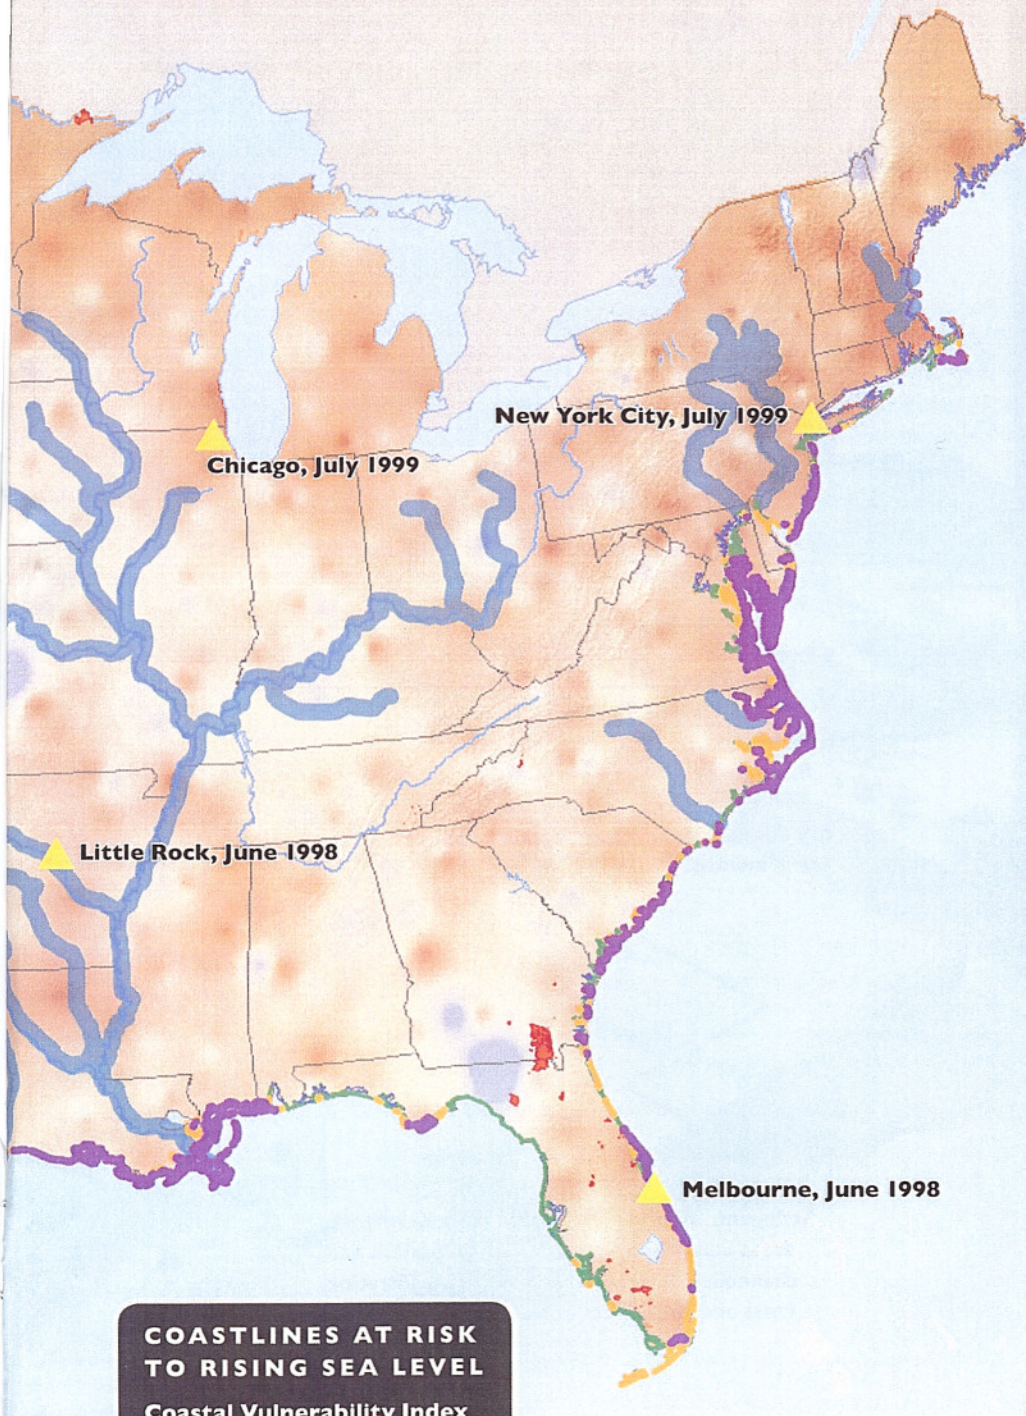 New York City, July 1999
Chicago, July 1999
Little Rock, June 1998
Melbourne, June 1998
COASTLINES AT RISK
TO RISING SEA LEVEL
Coastal Vulnerability Index